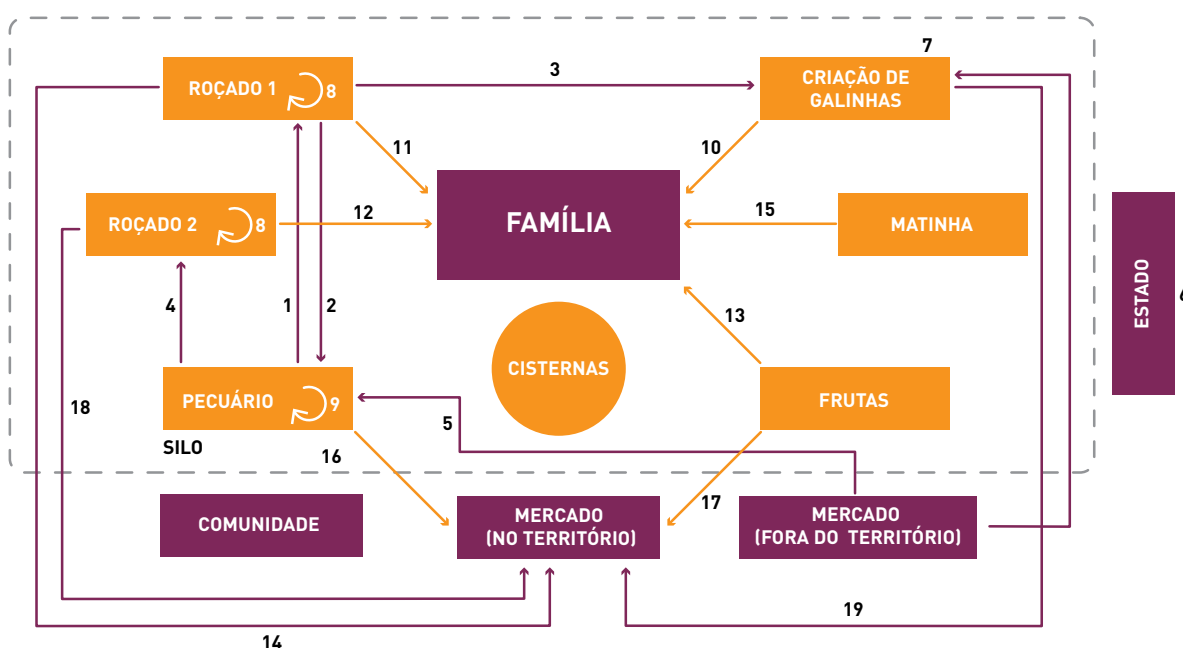 7
3
ROÇADO 1
8
CRIAÇÃO DE
GALINHAS
11
10
FAMÍLIA
12
15
ROÇADO 2
8
MATINHA
ESTADO
4
1
2
13
CISTERNAS
PECUÁRIO
9
FRUTAS
18
5
SILO
16
17
COMUNIDADE
MERCADO
(NO TERRITÓRIO)
MERCADO
(FORA DO TERRITÓRIO)
19
14